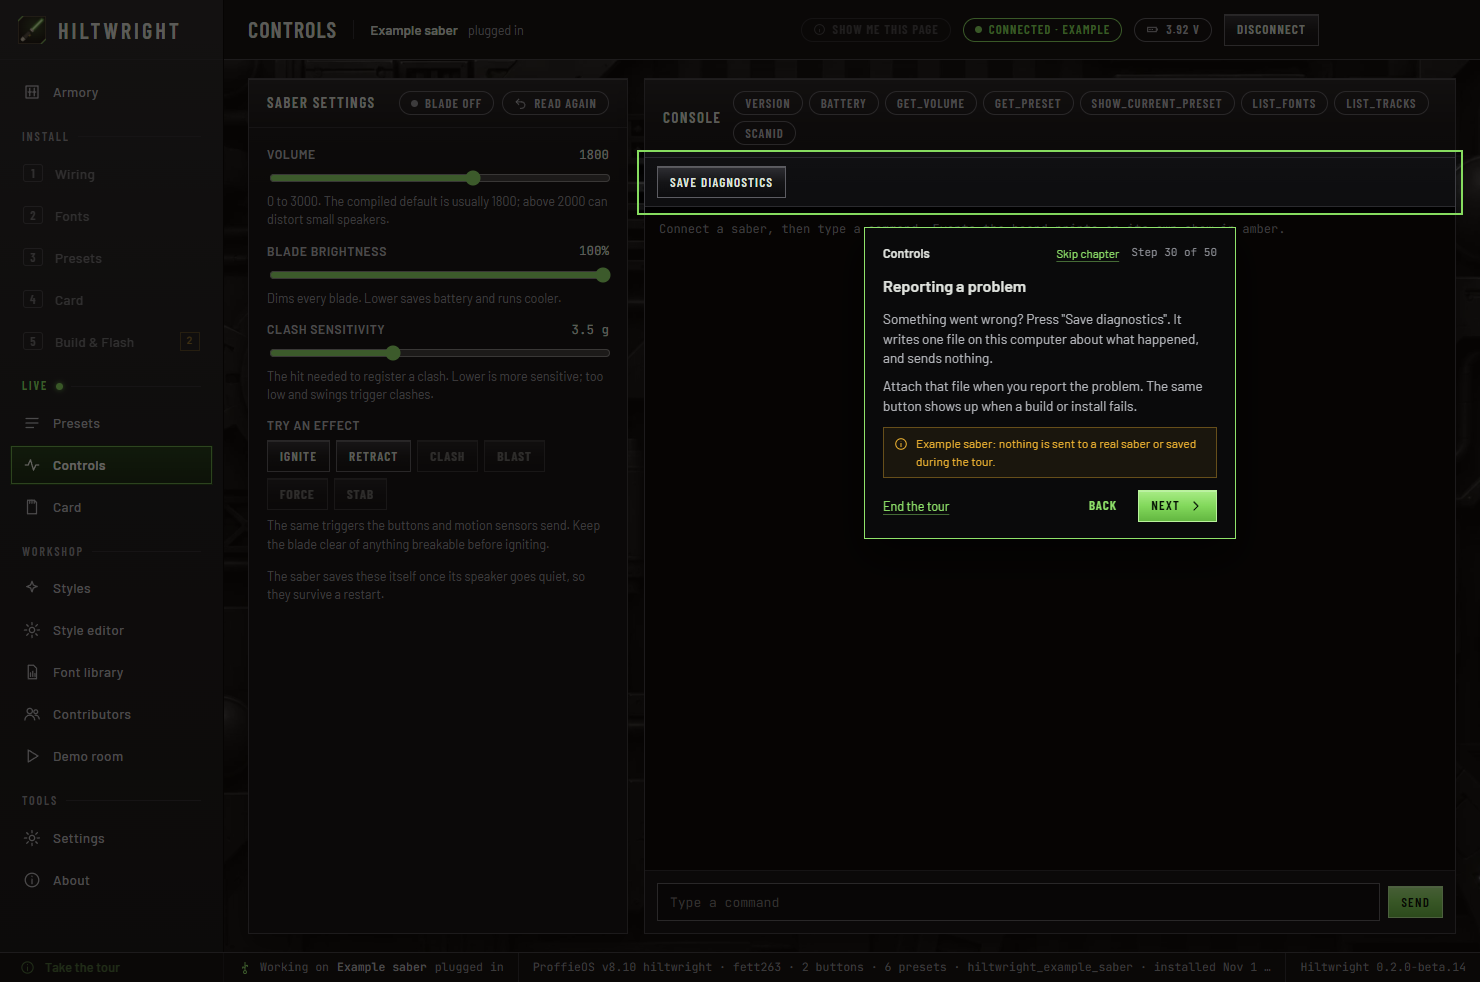 HILTWRIGHT
CONTROLS
Example saber plugged in
SHOW ME THIS PAGE
CONNECTED · EXAMPLE
3.92 V
DISCONNECT
Armory
INSTALL
1 Wiring
2 Fonts
3 Presets
4 Card
5 Build & Flash 2
LIVE
Presets
Controls
Card
WORKSHOP
Styles
Style editor
Font library
Contributors
Demo room
TOOLS
Settings
About
Take the tour
SABER SETTINGS
BLADE OFF
READ AGAIN
VOLUME 1800
0 to 3000. The compiled default is usually 1800; above 2000 can
distort small speakers.
BLADE BRIGHTNESS 100%
Dims every blade. Lower saves battery and runs cooler.
CLASH SENSITIVITY 3.5 g
The hit needed to register a clash. Lower is more sensitive; too
low and swings trigger clashes.
TRY AN EFFECT
IGNITE RETRACT CLASH BLAST
FORCE STAB
The same triggers the buttons and motion sensors send. Keep
the blade clear of anything breakable before igniting.
The saber saves these itself once its speaker goes quiet, so
they survive a restart.
CONSOLE
VERSION BATTERY GET_VOLUME GET_PRESET SHOW_CURRENT_PRESET LIST_FONTS LIST_TRACKS
SCANID
SAVE DIAGNOSTICS
Connect a saber, then type a command. Events the board prints on its own show in amber.
Controls
Skip chapter Step 30 of 50
Reporting a problem
Something went wrong? Press "Save diagnostics". It
writes one file on this computer about what happened,
and sends nothing.
Attach that file when you report the problem. The same
button shows up when a build or install fails.
Example saber: nothing is sent to a real saber or saved
during the tour.
End the tour BACK NEXT
Type a command SEND
Working on Example saber plugged in
ProffieOS v8.10 hiltwright · fett263 · 2 buttons · 6 presets · hiltwright_example_saber · installed Nov 1 …
Hiltwright 0.2.0-beta.14